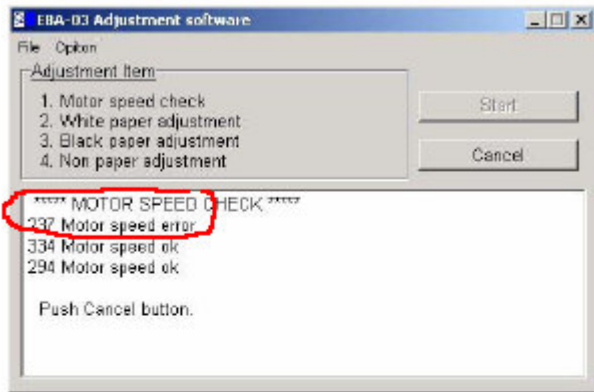 EBA-03 Adjustment software
File Opiton
Adjustment Item
1. Motor speed check
2. White paper adjustment
3. Black paper adjustment
4. Non paper adjustment
Start
Cancel
***** MOTOR SPEED CHECK *****
237 Motor speed error
334 Motor speed ok
294 Motor speed ok
Push Cancel button.